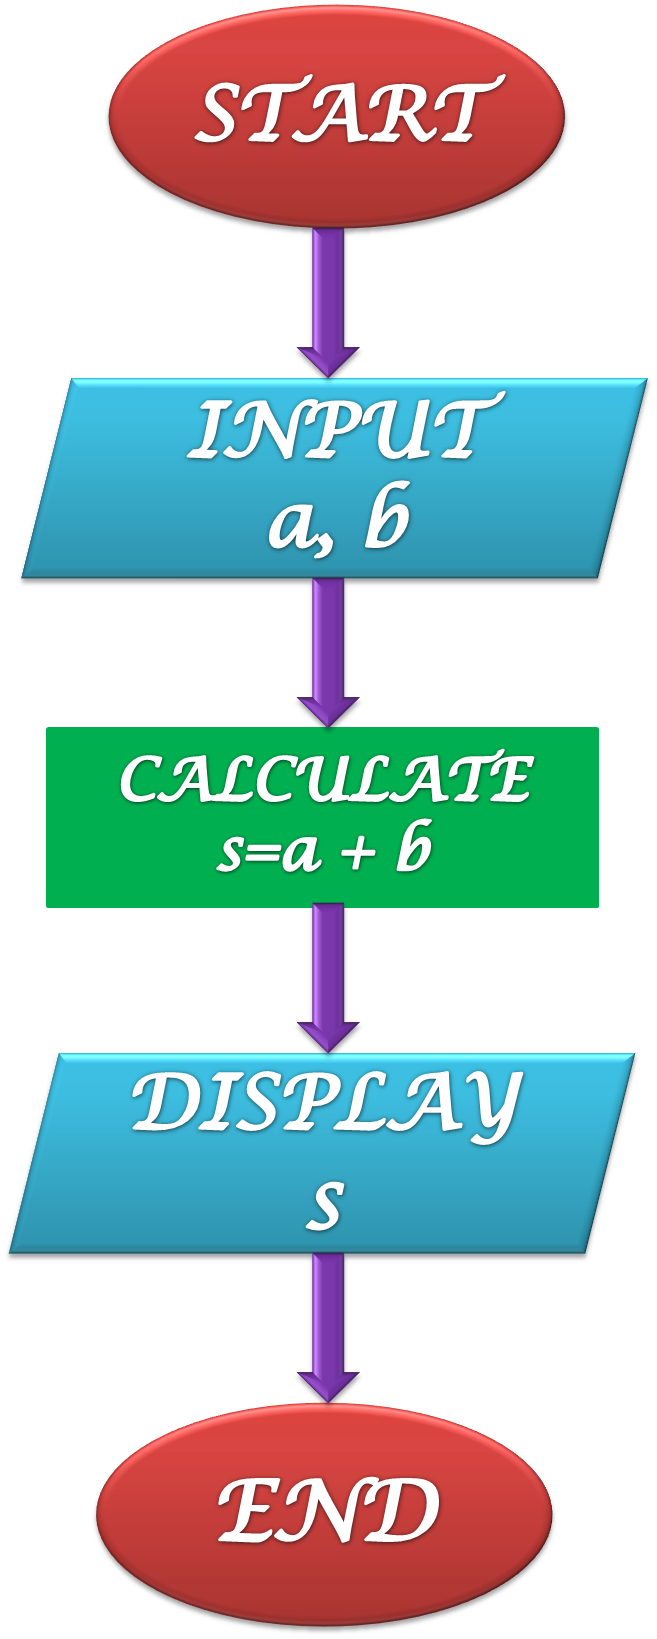 START
INPUT
a, b
CALCULATE
s=a + b
DISPLAY
s
END